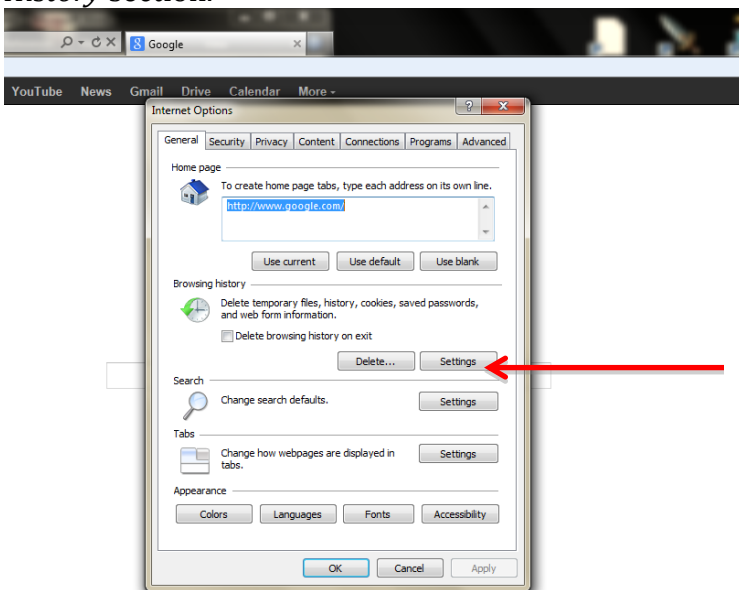 History section.
Google
YouTube News Gmail Drive Calendar More
Internet Options
General Security Privacy Content Connections Programs Advanced
Home page
To create home page tabs, type each address on its own line.
http://www.google.com/
Use current Use default Use blank
Browsing history
Delete temporary files, history, cookies, saved passwords,
and web form information.
Delete browsing history on exit
Delete... Settings
Search
Change search defaults.
Settings
Tabs
Change how webpages are displayed in
tabs.
Settings
Appearance
Colors Languages Fonts Accessibility
OK Cancel Apply